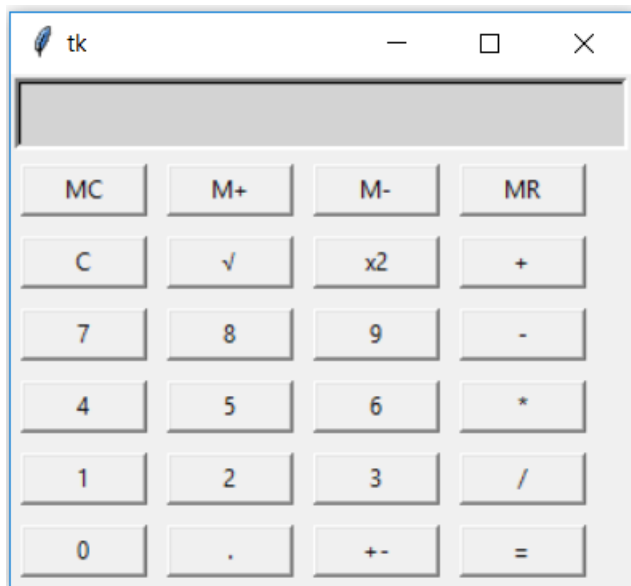 tk
MC M+ M- MR
C √ x2 +
7 8 9 -
4 5 6 *
1 2 3 /
0 . +- =